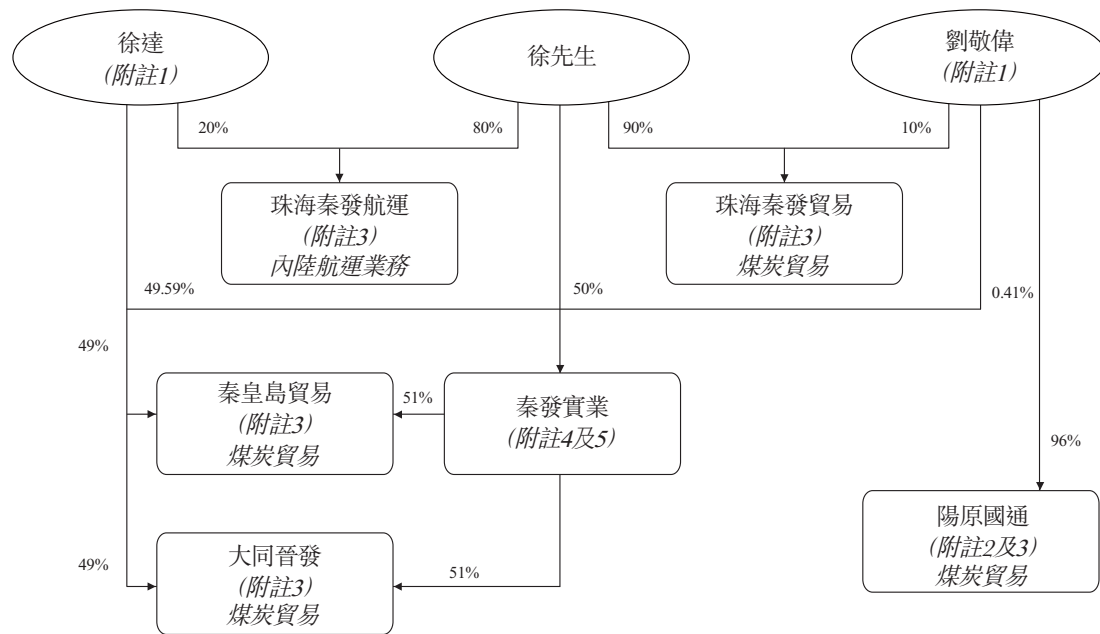 徐達
(附註1)
徐先生
劉敬偉
(附註1)
20%
80%
90%
10%
珠海秦發航運
(附註3)
內陸航運業務
珠海秦發貿易
(附註3)
煤炭貿易
49.59%
50%
0.41%
49%
秦皇島貿易
(附註3)
煤炭貿易
51%
秦發實業
(附註4及5)
96%
陽原國通
(附註2及3)
煤炭貿易
49%
大同晉發
(附註3)
煤炭貿易
51%